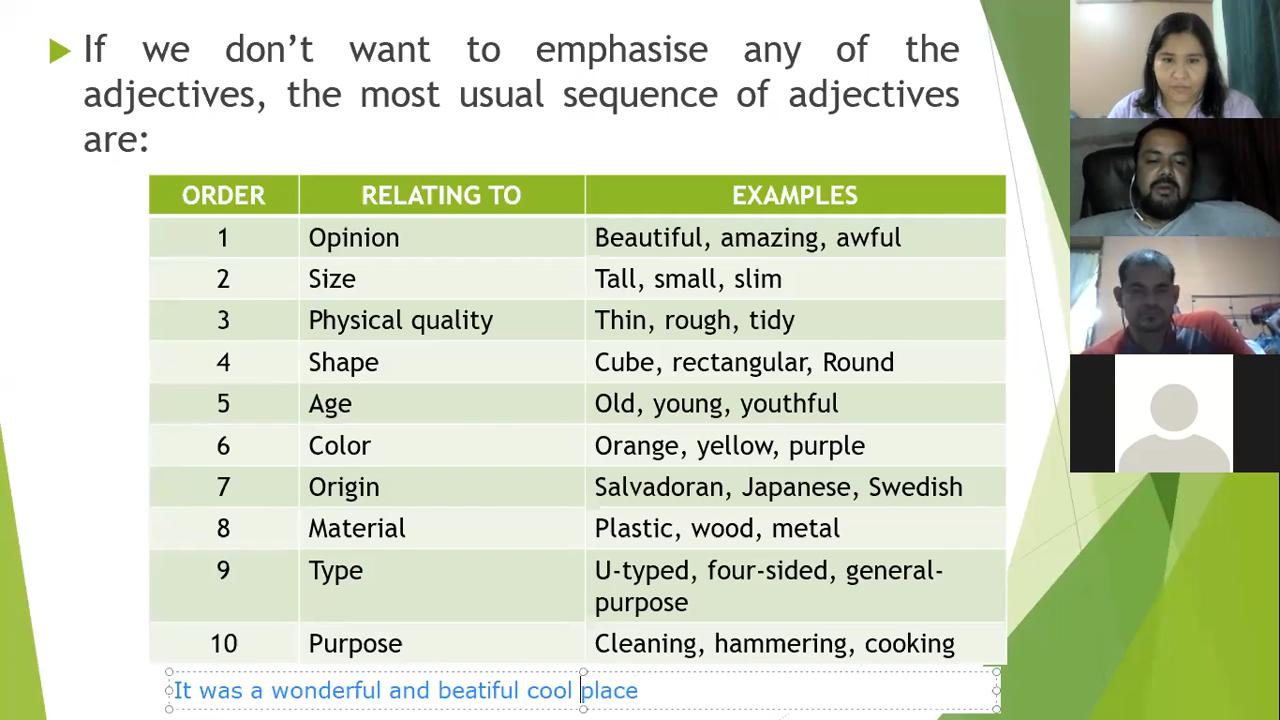 If we don't want to emphasise any of the
adjectives, the most usual sequence of adjectives
are:
ORDER RELATING TO EXAMPLES
1 Opinion Beautiful, amazing, awful
2 Size Tall, small, slim
3 Physical quality Thin, rough, tidy
4 Shape Cube, rectangular, Round
5 Age Old, young, youthful
6 Color Orange, yellow, purple
7 Origin Salvadoran, Japanese, Swedish
8 Material Plastic, wood, metal
9 Type U-typed, four-sided, general-
purpose
10 Purpose Cleaning, hammering, cooking
It was a wonderful and beatiful cool place